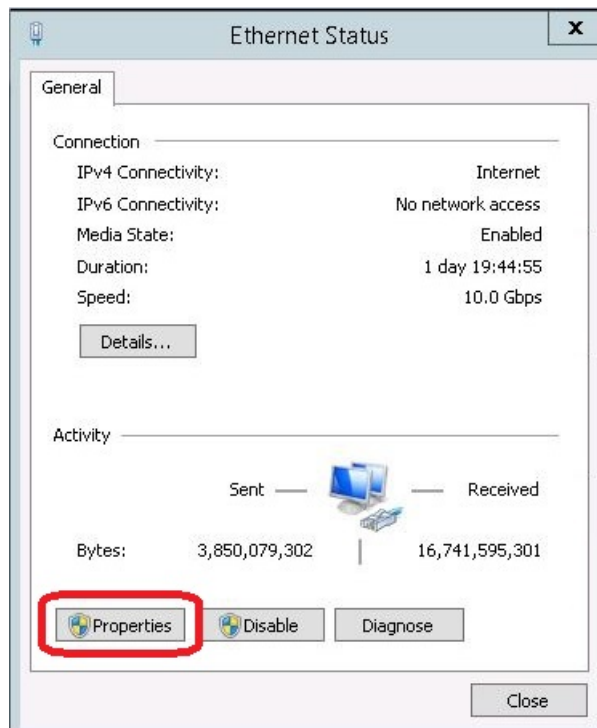 Ethernet Status
x
General
Connection
IPv4 Connectivity: Internet
IPv6 Connectivity: No network access
Media State: Enabled
Duration: 1 day 19:44:55
Speed: 10.0 Gbps
Details...
Activity
Sent Received
Bytes: 3,850,079,302 16,741,595,301
Properties Disable Diagnose
Close